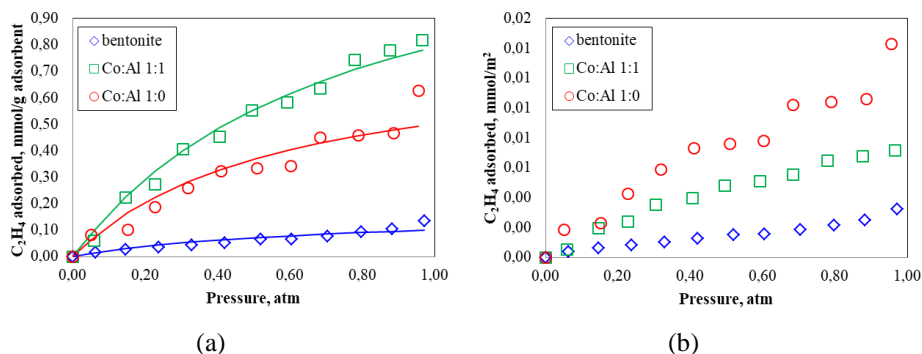 0,90
0,80
0,70
0,60
0,50
0,40
0,30
0,20
0,10
0,00
C₂H₄ adsorbed, mmol/g adsorbent
bentonite
Co:Al 1:1
Co:Al 1:0
0,00 0,20 0,40 0,60 0,80 1,00
Pressure, atm
(a)
0,02
0,01
0,01
0,01
0,01
0,01
0,00
0,00
0,00
C₂H₄ adsorbed, mmol/m²
bentonite
Co:Al 1:1
Co:Al 1:0
0,00 0,20 0,40 0,60 0,80 1,00
Pressure, atm
(b)